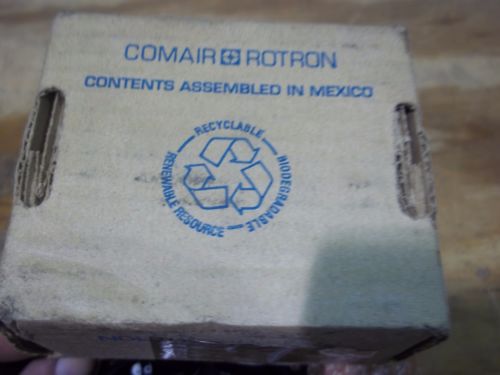 COMAIR ROTRON
CONTENTS ASSEMBLED IN MEXICO
RECYCLABLE
BIODEGRADABLE
RENEWABLE RESOURCE